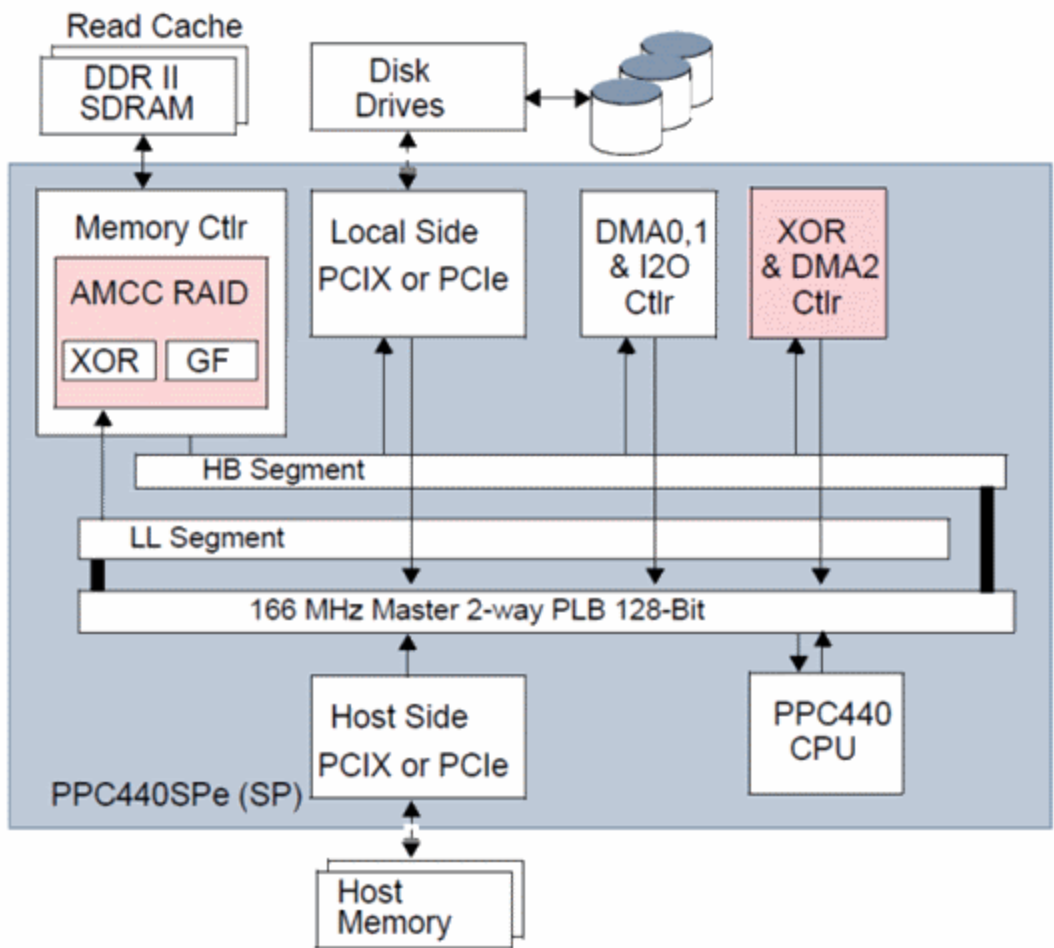 Read Cache
DDR II
SDRAM
Disk
Drives
Memory Ctlr
AMCC RAID
XOR
GF
Local Side
PCIX or PCIe
DMA0,1
& I2O
Ctlr
XOR
& DMA2
Ctlr
HB Segment
LL Segment
166 MHz Master 2-way PLB 128-Bit
Host Side
PCIX or PCIe
PPC440
CPU
PPC440SPe (SP)
Host
Memory